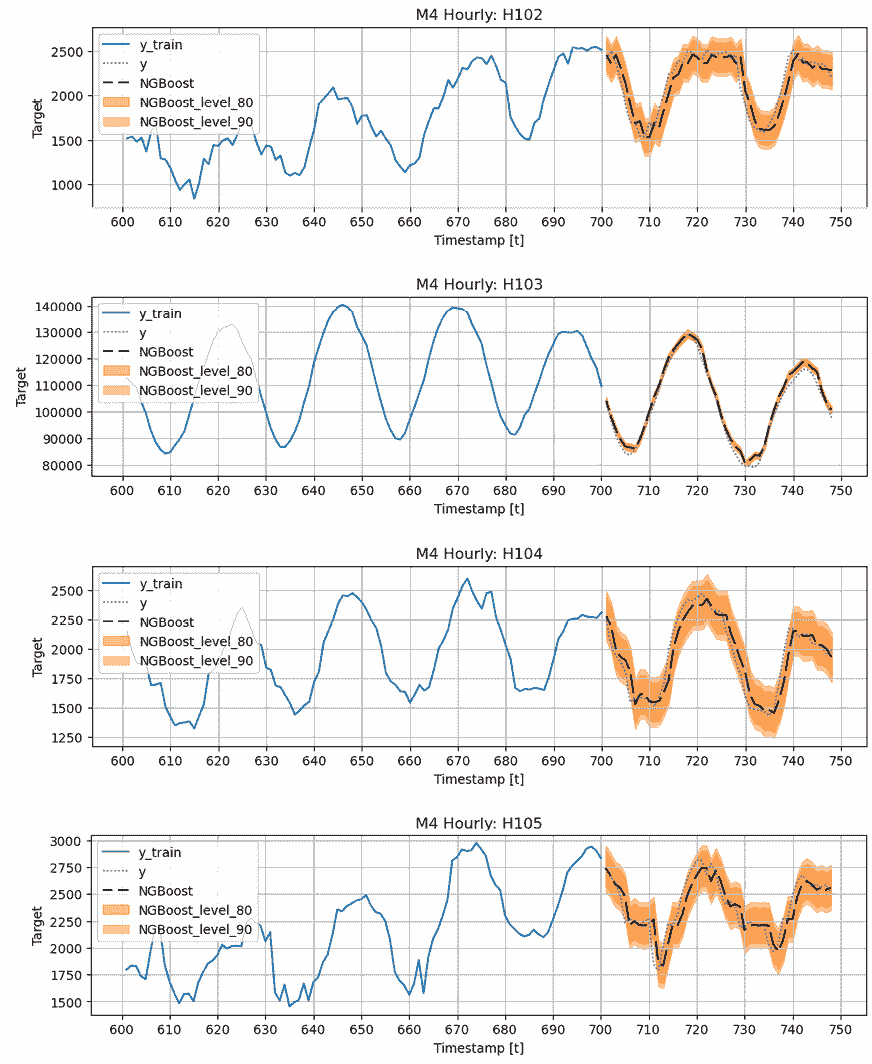 M4 Hourly: H102
y_train
y
NGBoost
NGBoost_level_80
NGBoost_level_90
Target
2500
2000
1500
1000
600 610 620 630 640 650 660 670 680 690 700 710 720 730 740 750
Timestamp [t]
M4 Hourly: H103
y_train
y
NGBoost
NGBoost_level_80
NGBoost_level_90
Target
140000
130000
120000
110000
100000
90000
80000
600 610 620 630 640 650 660 670 680 690 700 710 720 730 740 750
Timestamp [t]
M4 Hourly: H104
y_train
y
NGBoost
NGBoost_level_80
NGBoost_level_90
Target
2500
2250
2000
1750
1500
1250
600 610 620 630 640 650 660 670 680 690 700 710 720 730 740 750
Timestamp [t]
M4 Hourly: H105
y_train
y
NGBoost
NGBoost_level_80
NGBoost_level_90
Target
3000
2750
2500
2250
2000
1750
1500
600 610 620 630 640 650 660 670 680 690 700 710 720 730 740 750
Timestamp [t]